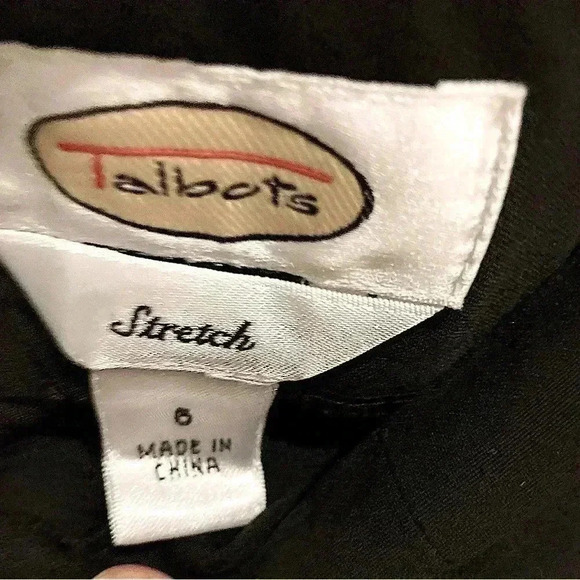 Talbots
Stretch
6
MADE IN
CHINA